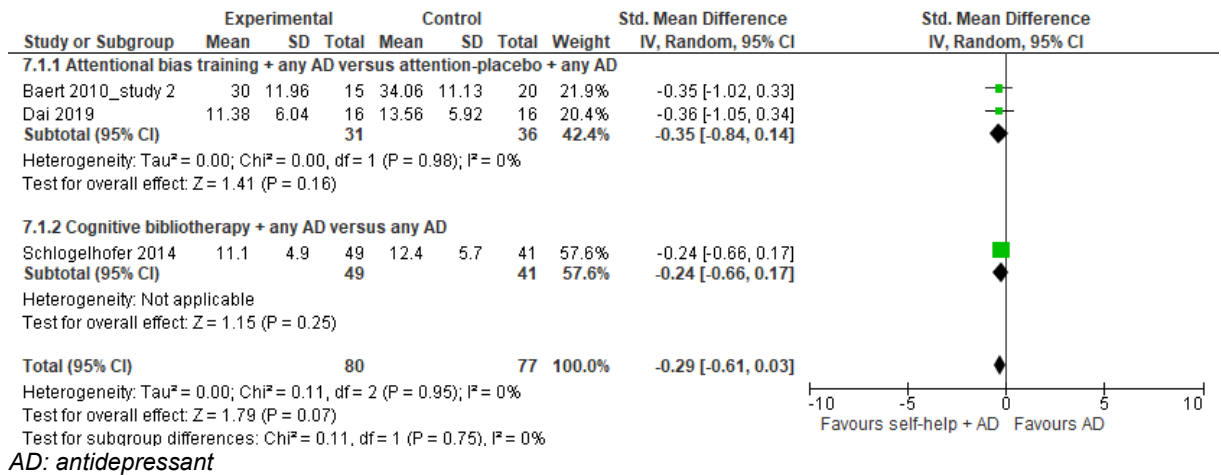 Experimental Control Std. Mean Difference Std. Mean Difference
Study or Subgroup Mean SD Total Mean SD Total Weight IV, Random, 95% CI IV, Random, 95% CI
7.1.1 Attentional bias training + any AD versus attention-placebo + any AD
Baert 2010_study 2 30 11.96 15 34.06 11.13 20 21.9% -0.35 [-1.02, 0.33]
Dai 2019 11.38 6.04 16 13.56 5.92 16 20.4% -0.36 [-1.05, 0.34]
Subtotal (95% CI) 31 36 42.4% -0.35 [-0.84, 0.14]
Heterogeneity: Tau² = 0.00; Chi² = 0.00, df = 1 (P = 0.98); I² = 0%
Test for overall effect: Z = 1.41 (P = 0.16)
7.1.2 Cognitive bibliotherapy + any AD versus any AD
Schlogelhofer 2014 11.1 4.9 49 12.4 5.7 41 57.6% -0.24 [-0.66, 0.17]
Subtotal (95% CI) 49 41 57.6% -0.24 [-0.66, 0.17]
Heterogeneity: Not applicable
Test for overall effect: Z = 1.15 (P = 0.25)
Total (95% CI) 80 77 100.0% -0.29 [-0.61, 0.03]
Heterogeneity: Tau² = 0.00; Chi² = 0.11, df = 2 (P = 0.95); I² = 0%
Test for overall effect: Z = 1.79 (P = 0.07)
Test for subgroup differences: Chi² = 0.11, df = 1 (P = 0.75), I² = 0%
-10 -5 0 5 10
Favours self-help + AD Favours AD
AD: antidepressant